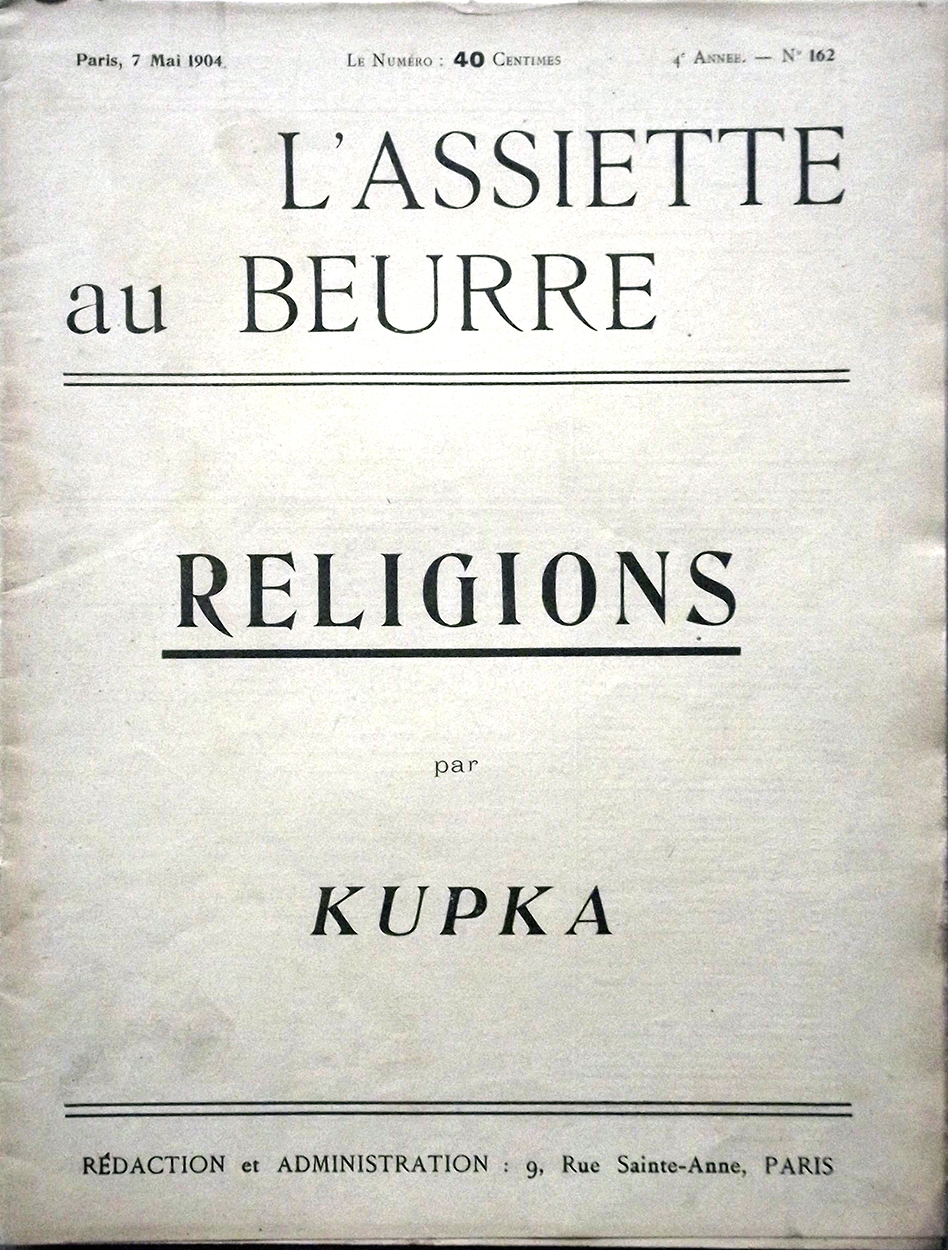 Paris, 7 Mai 1904.
Le Numéro : 40 Centimes
4e Année. — No 162
L'ASSIETTE
au BEURRE
RELIGIONS
par
KUPKA
RÉDACTION et ADMINISTRATION : 9, Rue Sainte-Anne, PARIS